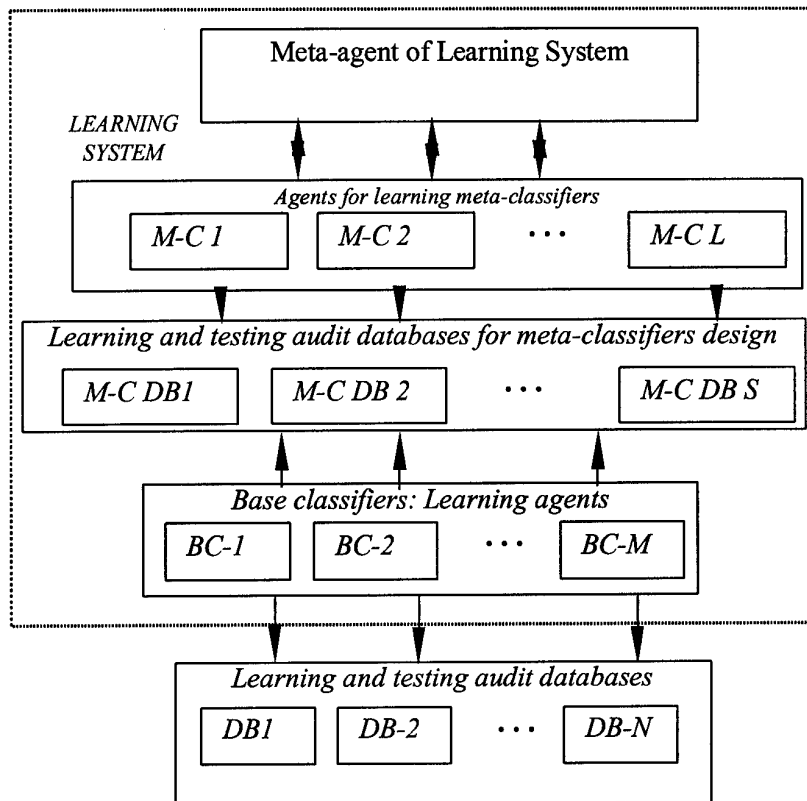 Meta-agent of Learning System
LEARNING
SYSTEM
Agents for learning meta-classifiers
M-C 1 M-C 2 ··· M-C L
Learning and testing audit databases for meta-classifiers design
M-C DB1 M-C DB 2 ··· M-C DB S
Base classifiers: Learning agents
BC-1 BC-2 ··· BC-M
Learning and testing audit databases
DB1 DB-2 ··· DB-N